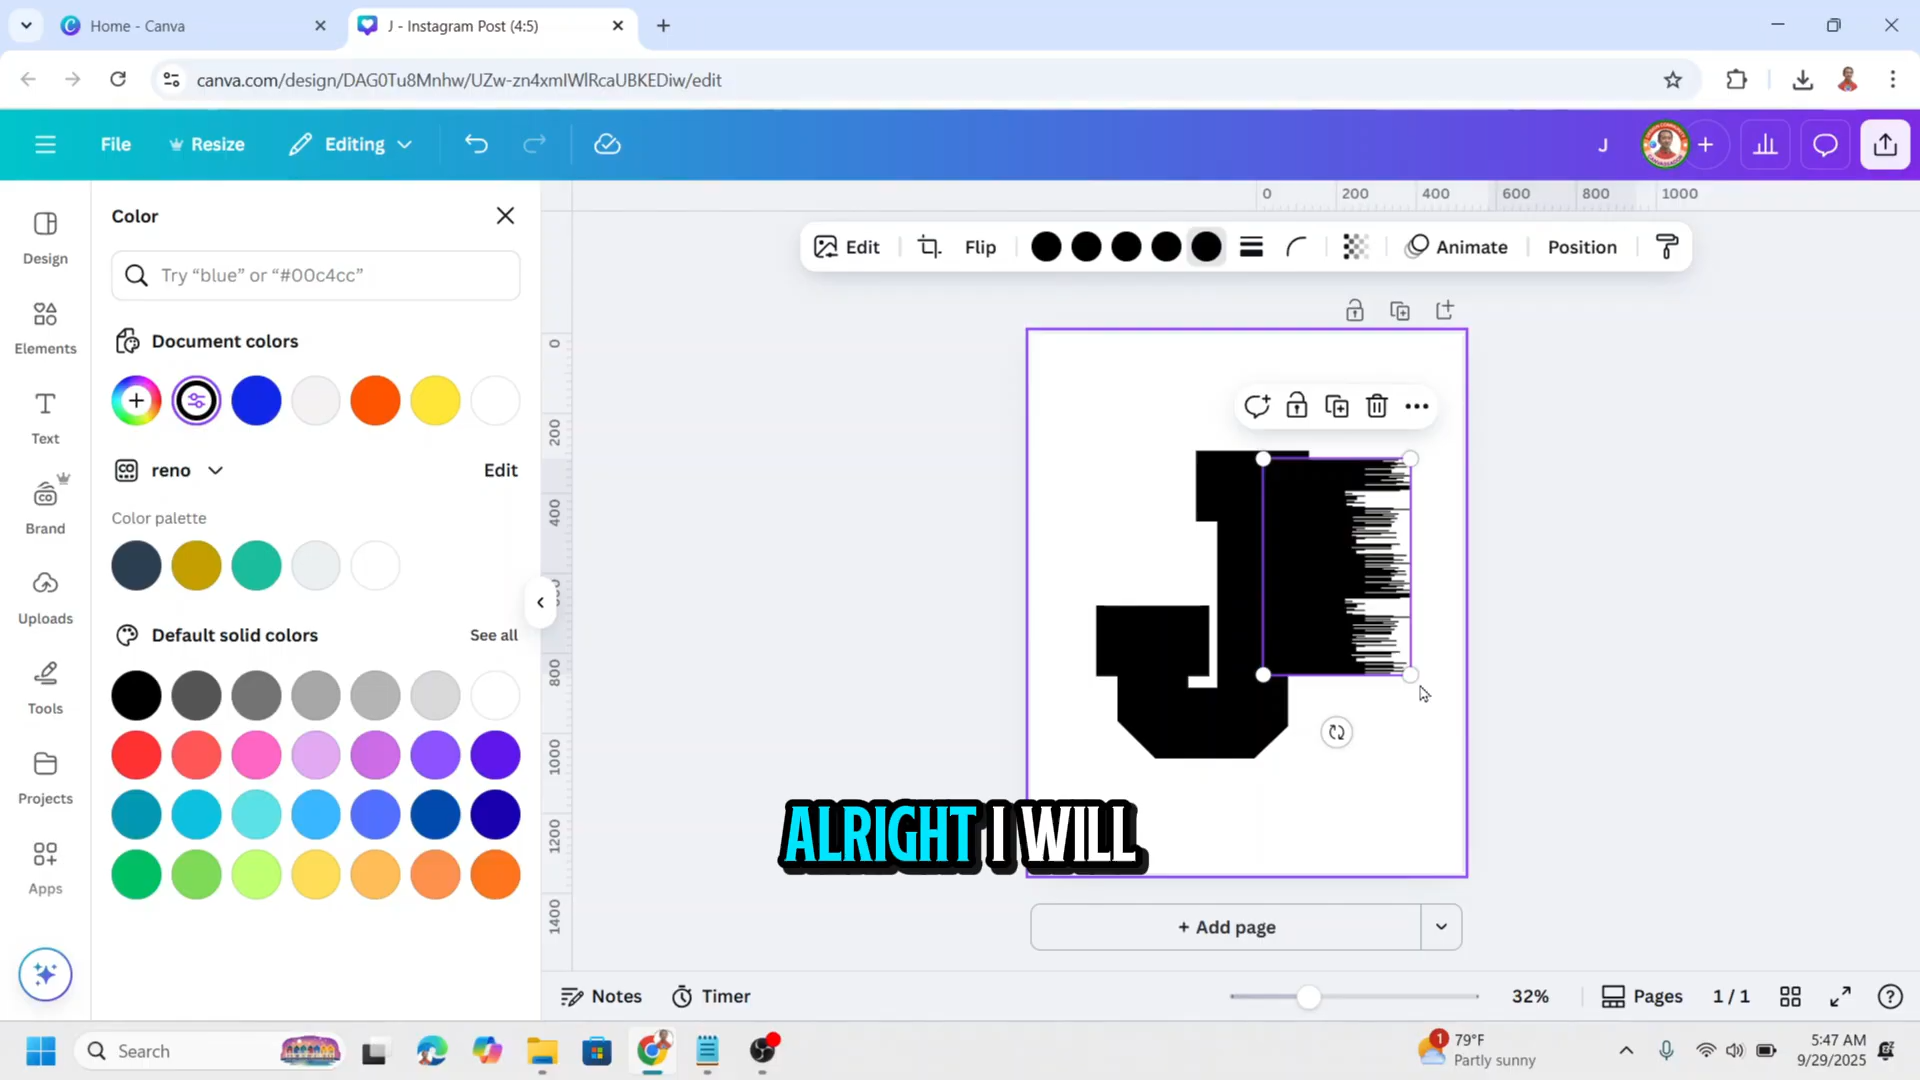 Home - Canva
J - Instagram Post (4:5)
canva.com/design/DAG0Tu8Mnhw/UZw-zn4xmIWlRcaUBKEDiw/edit
File
Resize
Editing
J
Design
Elements
Text
Brand
Uploads
Tools
Projects
Apps
Color
Try “blue” or “#00c4cc”
Document colors
reno
Edit
Color palette
Default solid colors
See all
0 200 400 600 800 1000
Edit
Flip
Animate
Position
0
200
400
800
1000
1200
1400
J
ALRIGHT I WILL
+ Add page
Notes
Timer
32%
Pages
1 / 1
Search
1
79°F
Partly sunny
5:47 AM
9/29/2025